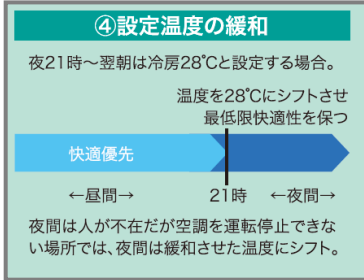 ④設定温度の緩和
夜21時～翌朝は冷房28℃と設定する場合。
温度を28℃にシフトさせ
最低限快適性を保つ
快適優先
←昼間→
21時
←夜間→
夜間は人が不在だが空調を運転停止できな
い場所では、夜間は緩和させた温度にシフト。